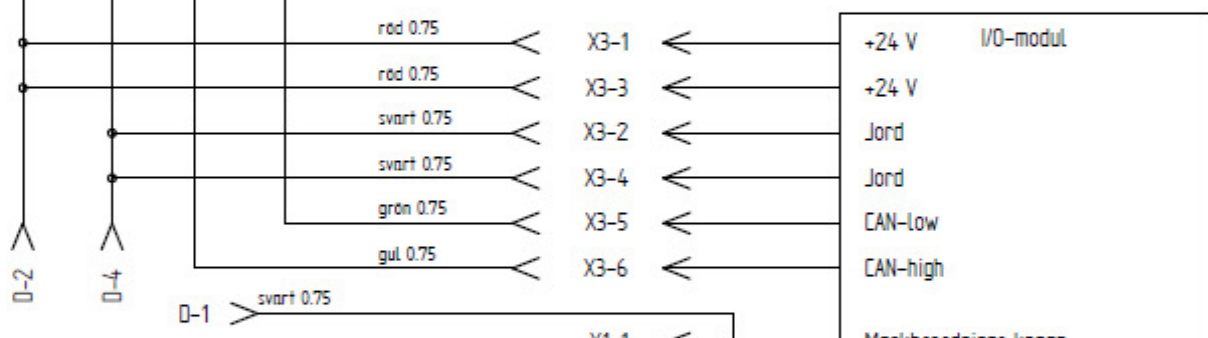 röd 0.75 X3-1 +24 V I/O-modul
röd 0.75 X3-3 +24 V
svart 0.75 X3-2 Jord
svart 0.75 X3-4 Jord
grön 0.75 X3-5 CAN-low
gul 0.75 X3-6 CAN-high
D-2
D-4
D-1 svart 0.75